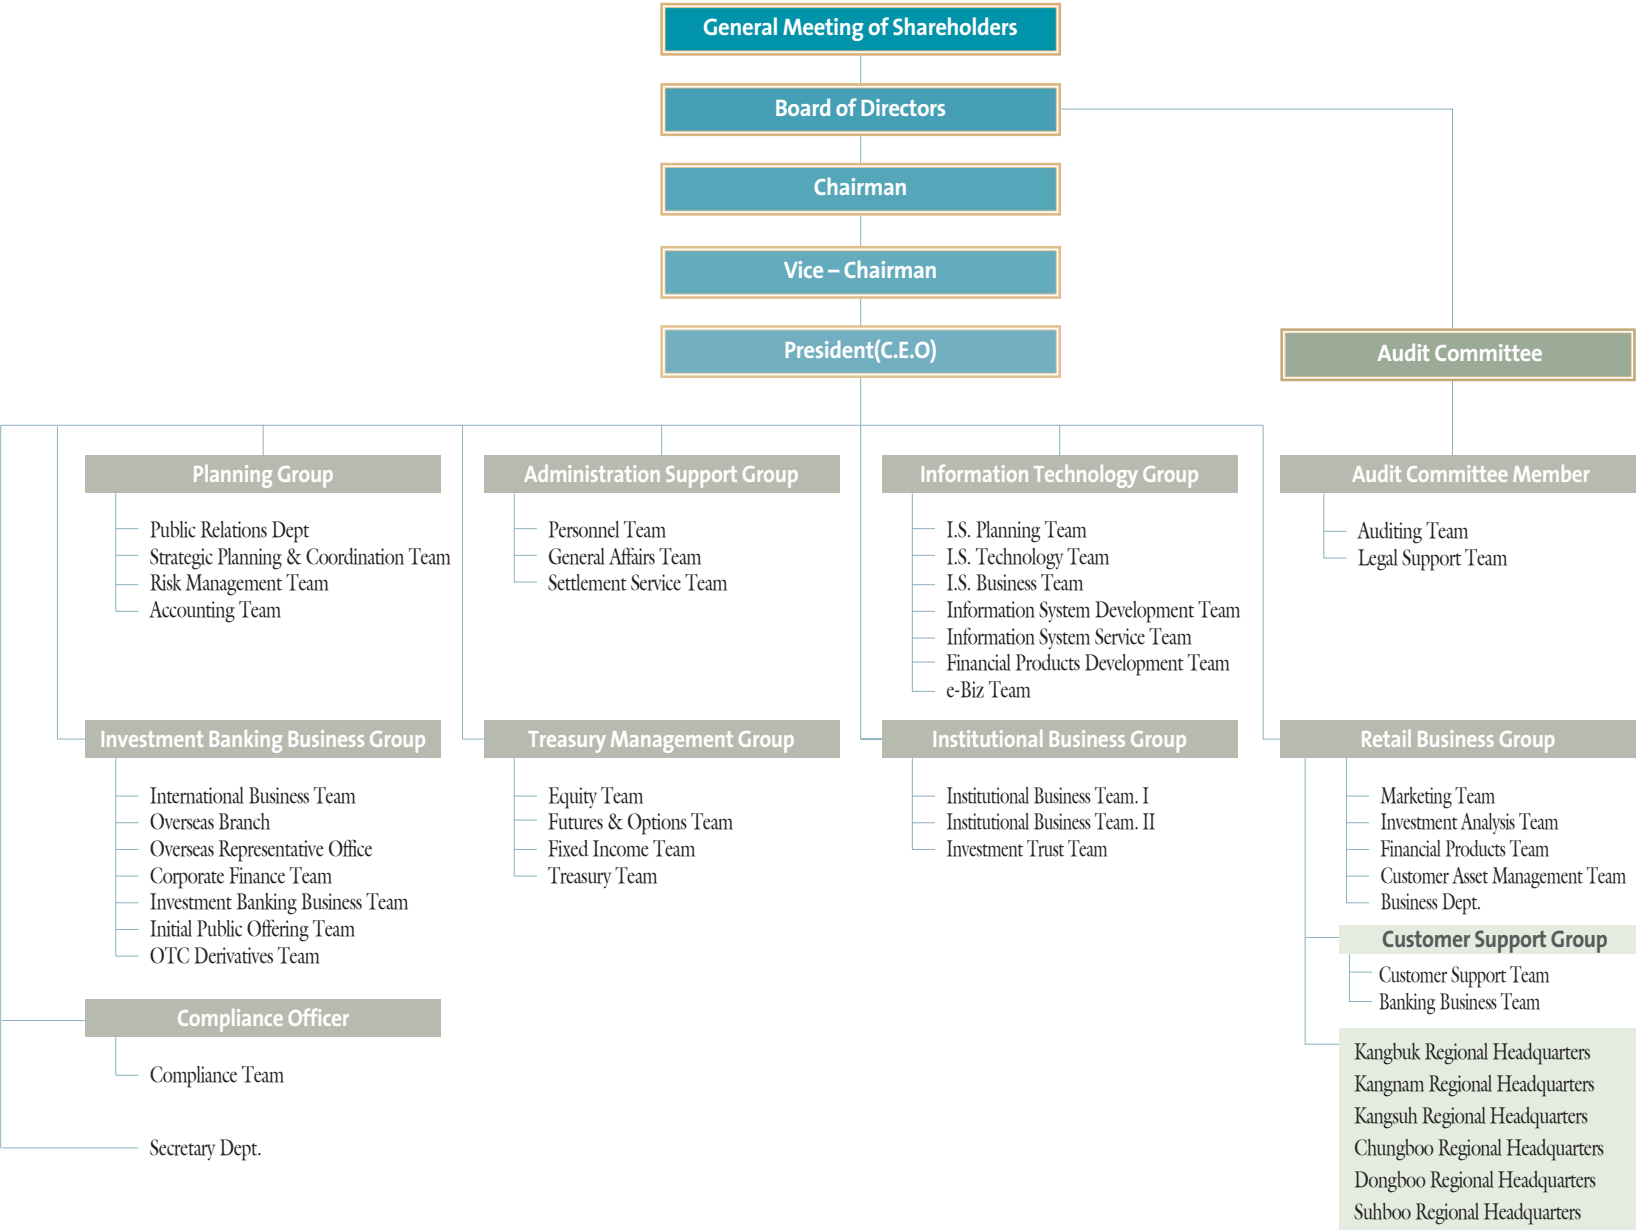 General Meeting of Shareholders
Board of Directors
Chairman
Vice – Chairman
President(C.E.O)
Audit Committee
Planning Group
Public Relations Dept
Strategic Planning & Coordination Team
Risk Management Team
Accounting Team
Administration Support Group
Personnel Team
General Affairs Team
Settlement Service Team
Information Technology Group
I.S. Planning Team
I.S. Technology Team
I.S. Business Team
Information System Development Team
Information System Service Team
Financial Products Development Team
e-Biz Team
Audit Committee Member
Auditing Team
Legal Support Team
Investment Banking Business Group
International Business Team
Overseas Branch
Overseas Representative Office
Corporate Finance Team
Investment Banking Business Team
Initial Public Offering Team
OTC Derivatives Team
Treasury Management Group
Equity Team
Futures & Options Team
Fixed Income Team
Treasury Team
Institutional Business Group
Institutional Business Team. I
Institutional Business Team. II
Investment Trust Team
Retail Business Group
Marketing Team
Investment Analysis Team
Financial Products Team
Customer Asset Management Team
Business Dept.
Customer Support Group
Customer Support Team
Banking Business Team
Kangbuk Regional Headquarters
Kangnam Regional Headquarters
Kangsuh Regional Headquarters
Chungboo Regional Headquarters
Dongboo Regional Headquarters
Suhboo Regional Headquarters
Compliance Officer
Compliance Team
Secretary Dept.